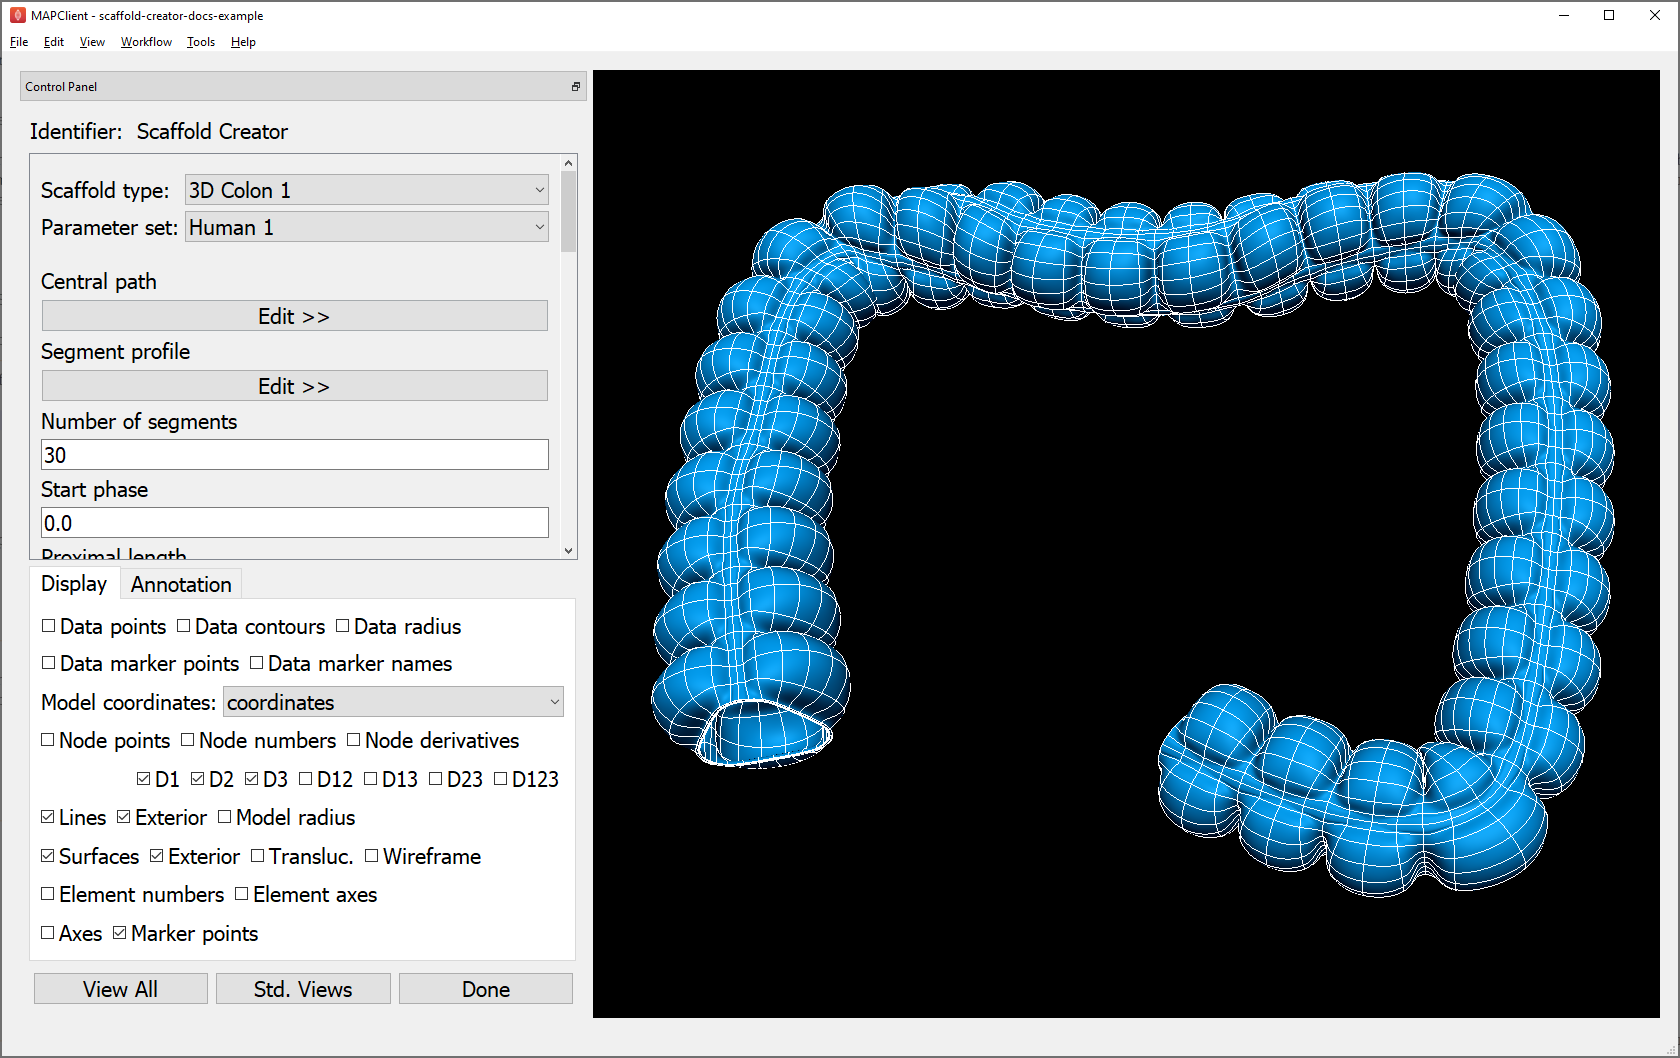 MAPClient - scaffold-creator-docs-example
File Edit View Workflow Tools Help
Control Panel
Identifier: Scaffold Creator
Scaffold type: 3D Colon 1
Parameter set: Human 1
Central path
Edit >>
Segment profile
Edit >>
Number of segments
30
Start phase
0.0
Proximal length
Display Annotation
Data points Data contours Data radius
Data marker points Data marker names
Model coordinates: coordinates
Node points Node numbers Node derivatives
D1 D2 D3 D12 D13 D23 D123
Lines Exterior Model radius
Surfaces Exterior Transluc. Wireframe
Element numbers Element axes
Axes Marker points
View All Std. Views Done